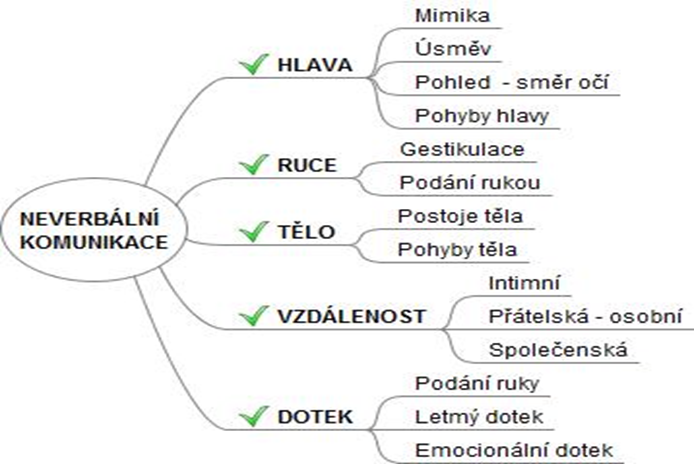 NEVERBÁLNÍ
KOMUNIKACE
HLAVA
Mimika
Úsměv
Pohled - směr očí
Pohyby hlavy
RUCE
Gestikulace
Podání rukou
TĚLO
Postoje těla
Pohyby těla
VZDÁLENOST
Intimní
Přátelská - osobní
Společenská
DOTEK
Podání ruky
Letmý dotek
Emocionální dotek